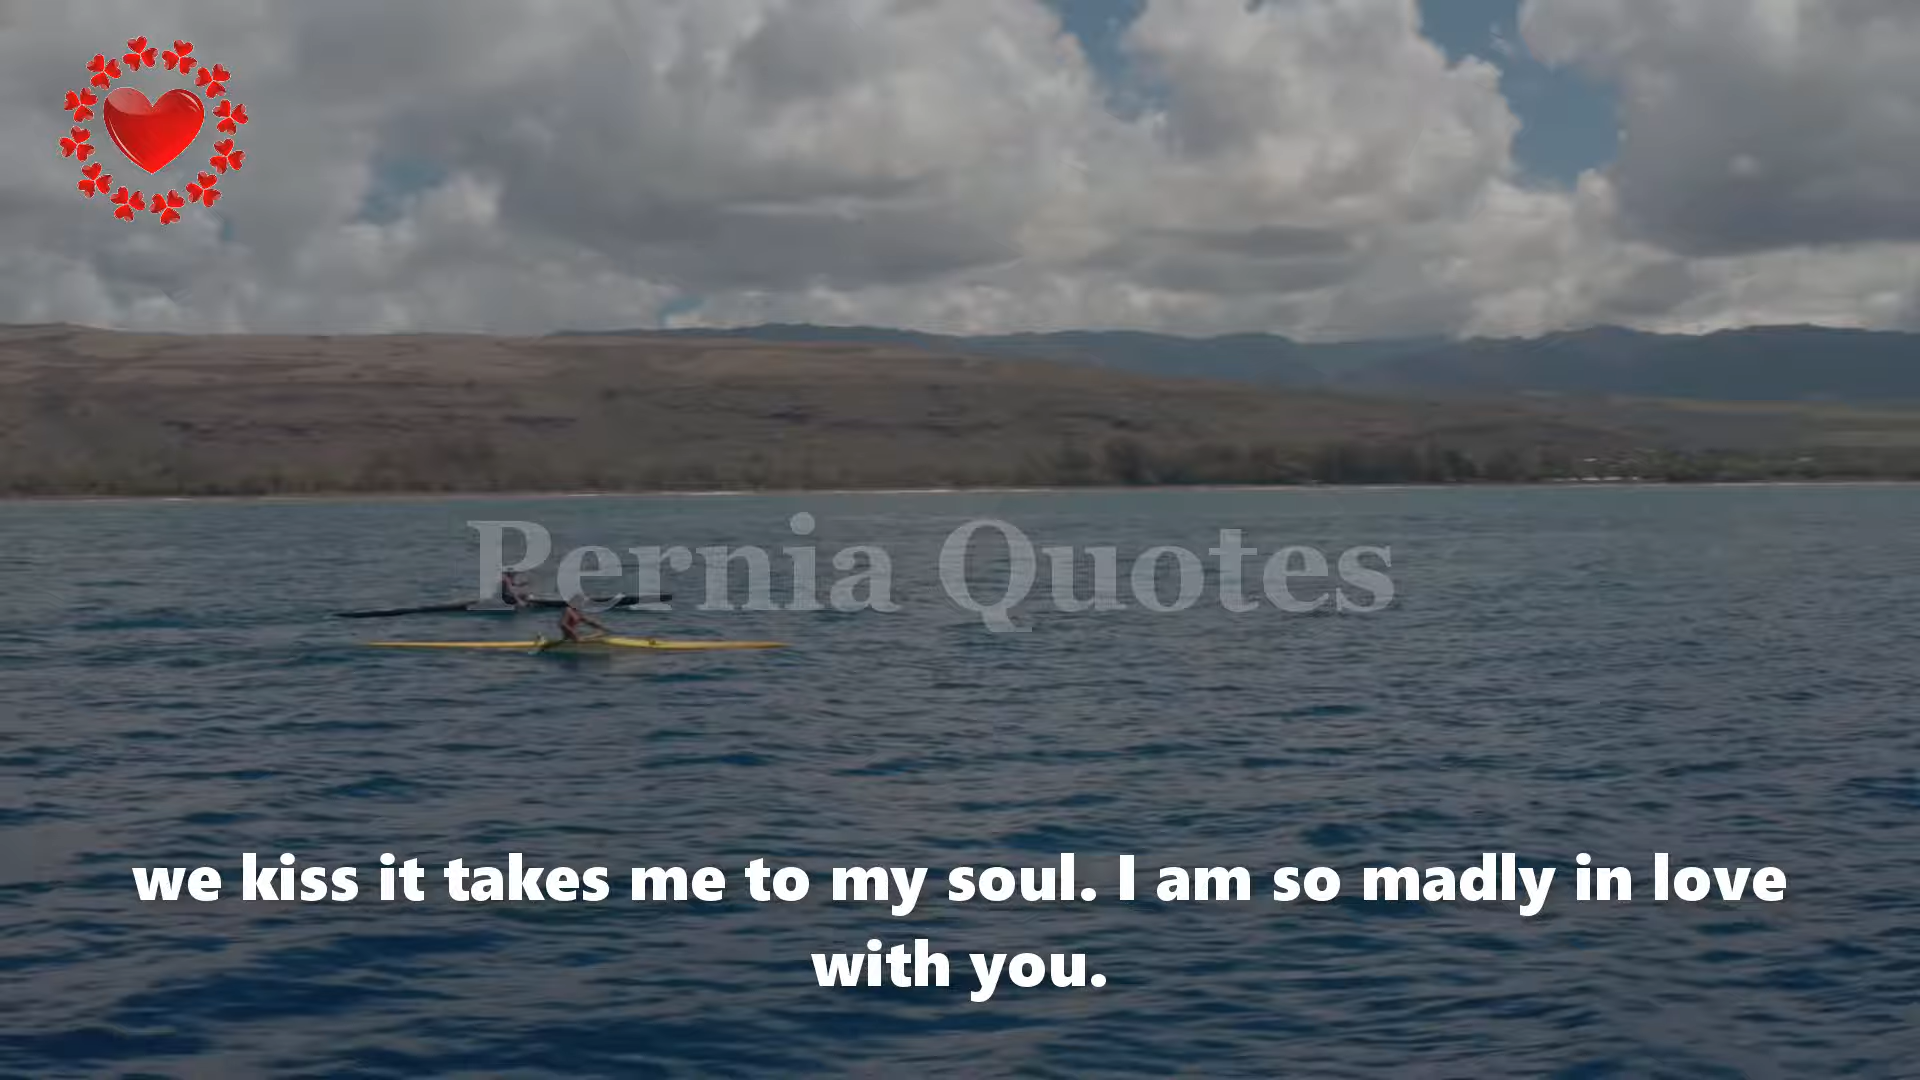 Pernia Quotes
we kiss it takes me to my soul. I am so madly in love
with you.